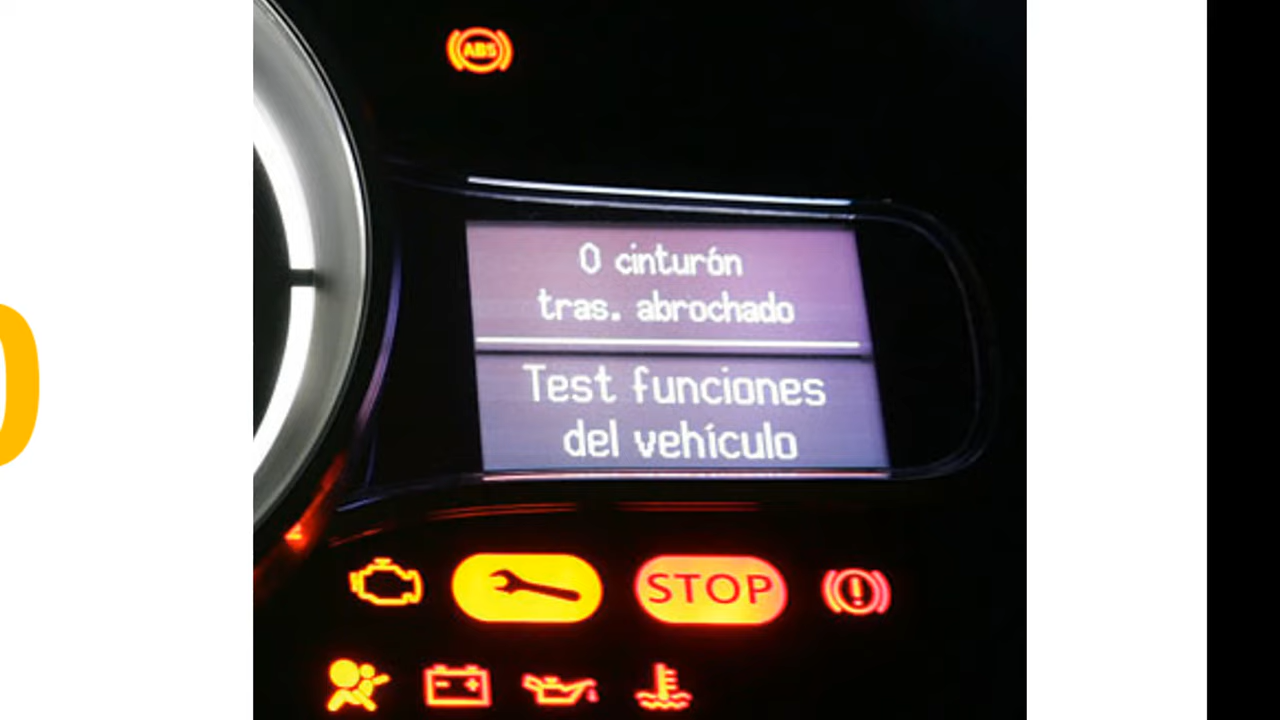 ABS
0 cinturón
tras. abrochado
Test funciones
del vehículo
STOP